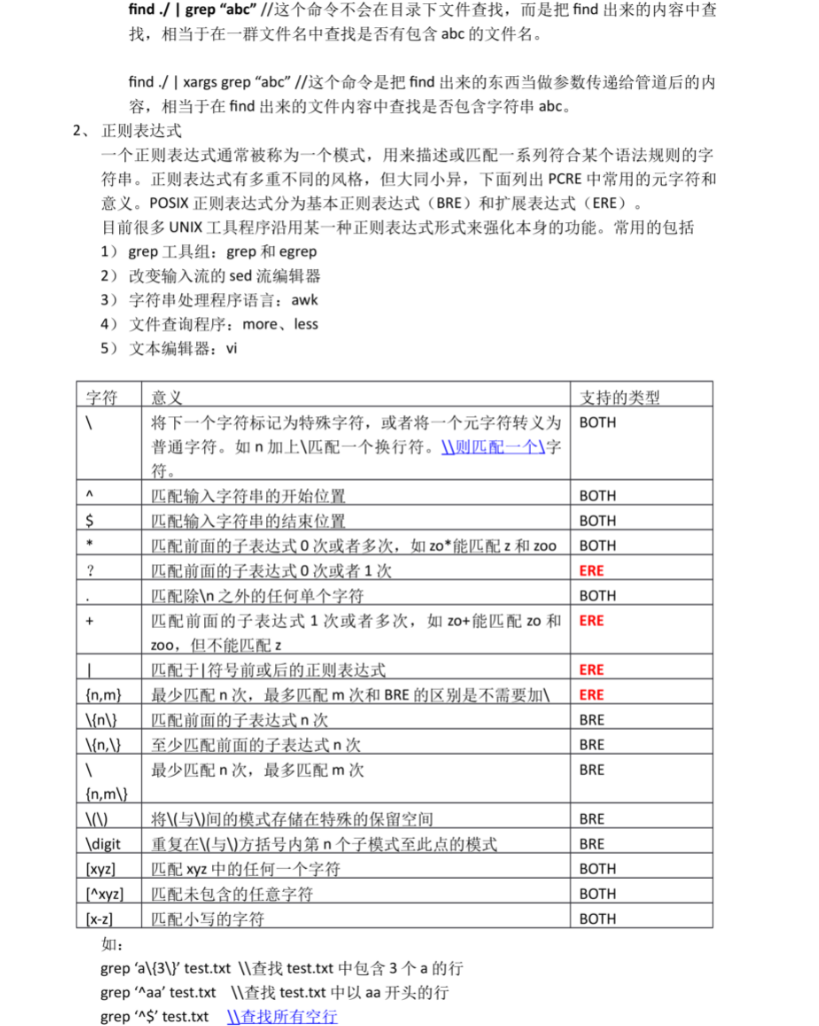 find ./ | grep “abc” //这个命令不会在目录下文件查找，而是把 find 出来的内容中查
找，相当于在一群文件名中查找是否有包含 abc 的文件名。
find ./ | xargs grep “abc” //这个命令是把 find 出来的东西当做参数传递给管道后的内
容，相当于在 find 出来的文件内容中查找是否包含字符串 abc。
2、 正则表达式
一个正则表达式通常被称为一个模式，用来描述或匹配一系列符合某个语法规则的字
符串。正则表达式有多重不同的风格，但大同小异，下面列出 PCRE 中常用的元字符和
意义。POSIX 正则表达式分为基本正则表达式（BRE）和扩展表达式（ERE）。
目前很多 UNIX 工具程序沿用某一种正则表达式形式来强化本身的功能。常用的包括
1） grep 工具组：grep 和 egrep
2） 改变输入流的 sed 流编辑器
3） 字符串处理程序语言：awk
4） 文件查询程序：more、less
5） 文本编辑器：vi
字符 意义 支持的类型
\ 将下一个字符标记为特殊字符，或者将一个元字符转义为 BOTH
普通字符。如 n 加上\匹配一个换行符。\\则匹配一个\字
符。
^ 匹配输入字符串的开始位置 BOTH
$ 匹配输入字符串的结束位置 BOTH
* 匹配前面的子表达式 0 次或者多次，如 zo*能匹配 z 和 zoo BOTH
？ 匹配前面的子表达式 0 次或者 1 次 ERE
. 匹配除\n 之外的任何单个字符 BOTH
+ 匹配前面的子表达式 1 次或者多次，如 zo+能匹配 zo 和 ERE
zoo，但不能匹配 z
| 匹配于|符号前或后的正则表达式 ERE
{n,m} 最少匹配 n 次，最多匹配 m 次和 BRE 的区别是不需要加\ ERE
\{n\} 匹配前面的子表达式 n 次 BRE
\{n,\} 至少匹配前面的子表达式 n 次 BRE
\ 最少匹配 n 次，最多匹配 m 次 BRE
{n,m\}
\(\) 将\(与\)间的模式存储在特殊的保留空间 BRE
\digit 重复在\(与\)方括号内第 n 个子模式至此点的模式 BRE
[xyz] 匹配 xyz 中的任何一个字符 BOTH
[^xyz] 匹配未包含的任意字符 BOTH
[x-z] 匹配小写的字符 BOTH
如：
grep ‘a\{3\}’ test.txt \\查找 test.txt 中包含 3 个 a 的行
grep ‘^aa’ test.txt \\查找 test.txt 中以 aa 开头的行
grep ‘^$’ test.txt \\查找所有空行